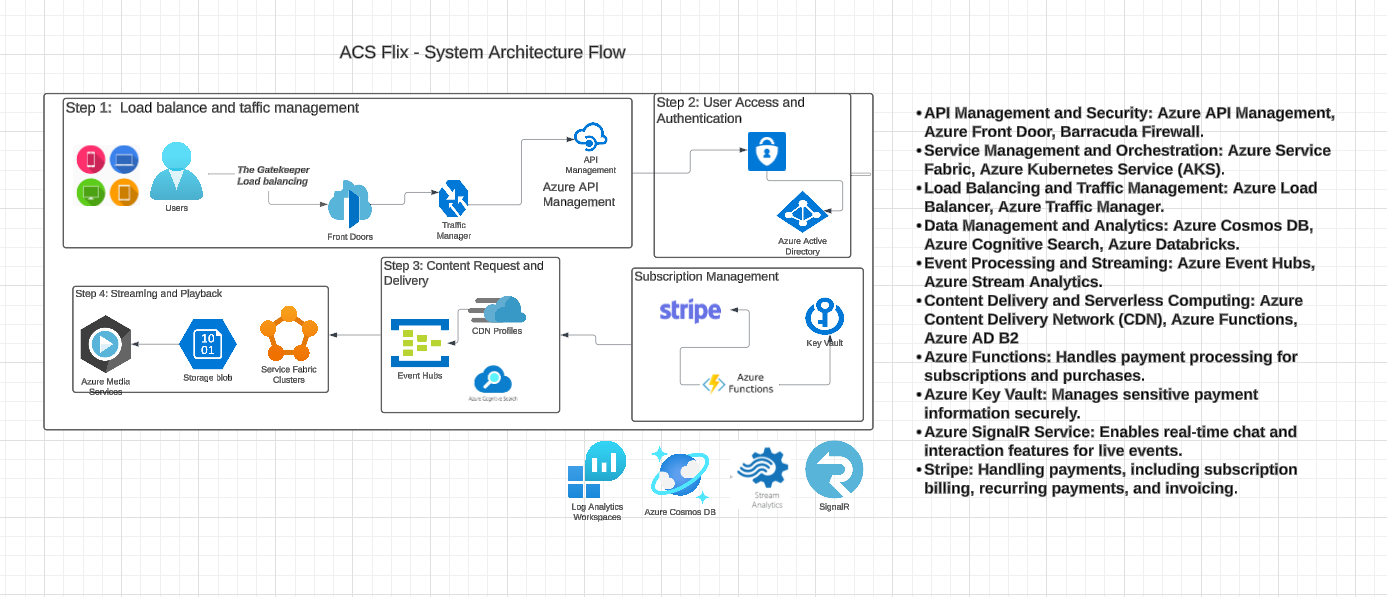 ACS Flix - System Architecture Flow
Step 1:  Load balance and taffic management
Users
The Gatekeeper
Load balancing
Front Doors
Traffic
Manager
API
Management
Azure API
Management
Step 2: User Access and
Authentication
Azure Active
Directory
Step 4: Streaming and Playback
Azure Media
Services
10
01
Storage blob
Service Fabric
Clusters
Step 3: Content Request and
Delivery
CDN Profiles
Event Hubs
Azure Cognitive Search
Subscription Management
stripe
Key Vault
Azure
Functions
Log Analytics
Workspaces
Azure Cosmos DB
Stream
Analytics
SignalR
• API Management and Security: Azure API Management,
Azure Front Door, Barracuda Firewall.
• Service Management and Orchestration: Azure Service
Fabric, Azure Kubernetes Service (AKS).
• Load Balancing and Traffic Management: Azure Load
Balancer, Azure Traffic Manager.
• Data Management and Analytics: Azure Cosmos DB,
Azure Cognitive Search, Azure Databricks.
• Event Processing and Streaming: Azure Event Hubs,
Azure Stream Analytics.
• Content Delivery and Serverless Computing: Azure
Content Delivery Network (CDN), Azure Functions,
Azure AD B2
• Azure Functions: Handles payment processing for
subscriptions and purchases.
• Azure Key Vault: Manages sensitive payment
information securely.
• Azure SignalR Service: Enables real-time chat and
interaction features for live events.
• Stripe: Handling payments, including subscription
billing, recurring payments, and invoicing.